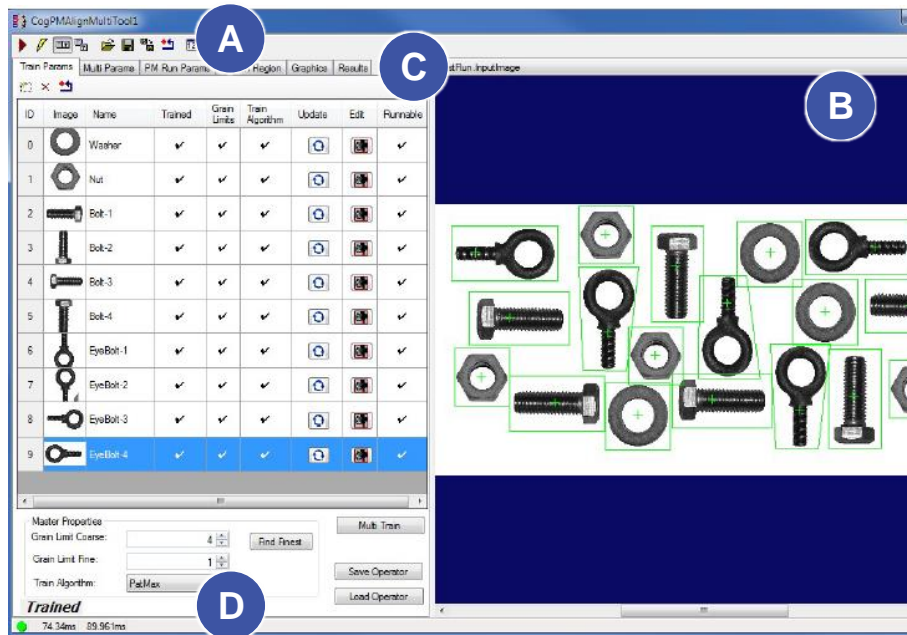 CogPMAlignMultiTool1
A
Train Params Multi Params PM Run Params Region Graphics Results
C
stRun.InputImage
B
ID Image Name Trained Grain Limits Train Algorithm Update Edit Runnable
0 Washer
1 Nut
2 Bolt-1
3 Bolt-2
4 Bolt-3
5 Bolt-4
6 EyeBolt-1
7 EyeBolt-2
8 EyeBolt-3
9 EyeBolt-4
Master Properties
Grain Limit Coarse: 4 Find Finest
Grain Limit Fine: 1
Train Algorithm: PatMax
Multi Train
Save Operator
Load Operator
D
Trained
74.34ms 89.961ms